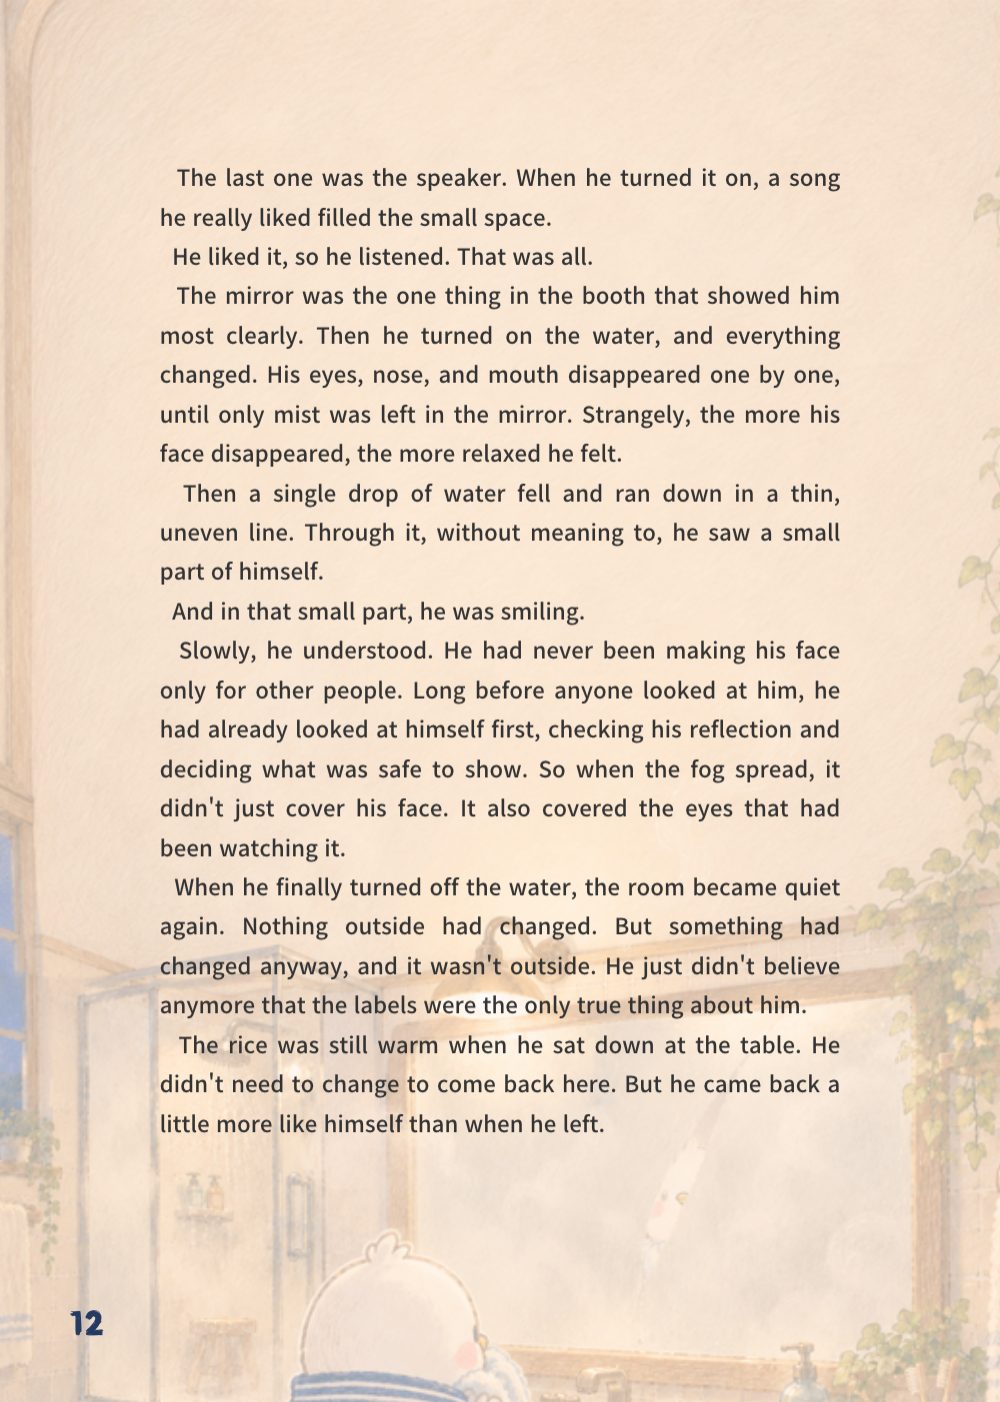 The last one was the speaker. When he turned it on, a song
he really liked filled the small space.
He liked it, so he listened. That was all.
The mirror was the one thing in the booth that showed him
most clearly. Then he turned on the water, and everything
changed. His eyes, nose, and mouth disappeared one by one,
until only mist was left in the mirror. Strangely, the more his
face disappeared, the more relaxed he felt.
Then a single drop of water fell and ran down in a thin,
uneven line. Through it, without meaning to, he saw a small
part of himself.
And in that small part, he was smiling.
Slowly, he understood. He had never been making his face
only for other people. Long before anyone looked at him, he
had already looked at himself first, checking his reflection and
deciding what was safe to show. So when the fog spread, it
didn't just cover his face. It also covered the eyes that had
been watching it.
When he finally turned off the water, the room became quiet
again. Nothing outside had changed. But something had
changed anyway, and it wasn't outside. He just didn't believe
anymore that the labels were the only true thing about him.
The rice was still warm when he sat down at the table. He
didn't need to change to come back here. But he came back a
little more like himself than when he left.
12